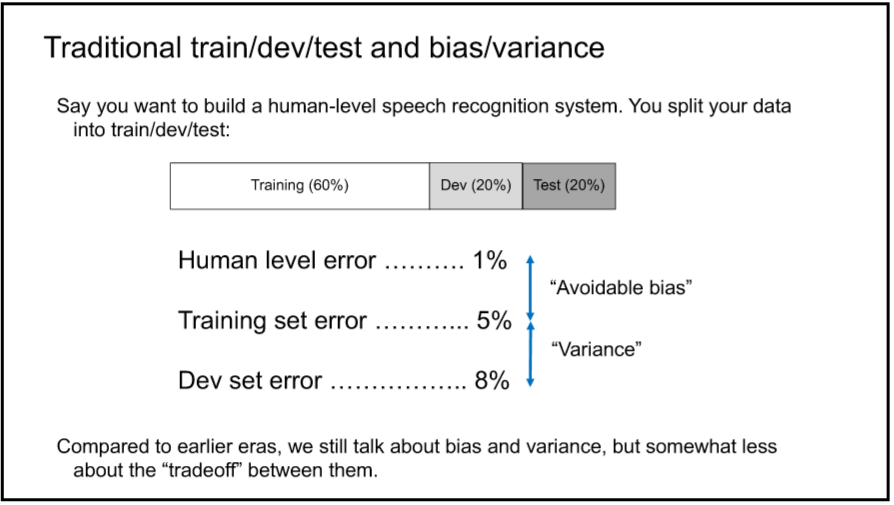 Traditional train/dev/test and bias/variance
Say you want to build a human-level speech recognition system. You split your data
into train/dev/test:
Training (60%) Dev (20%) Test (20%)
Human level error .......... 1%
“Avoidable bias”
Training set error ............ 5%
“Variance”
Dev set error ................. 8%
Compared to earlier eras, we still talk about bias and variance, but somewhat less
about the “tradeoff” between them.